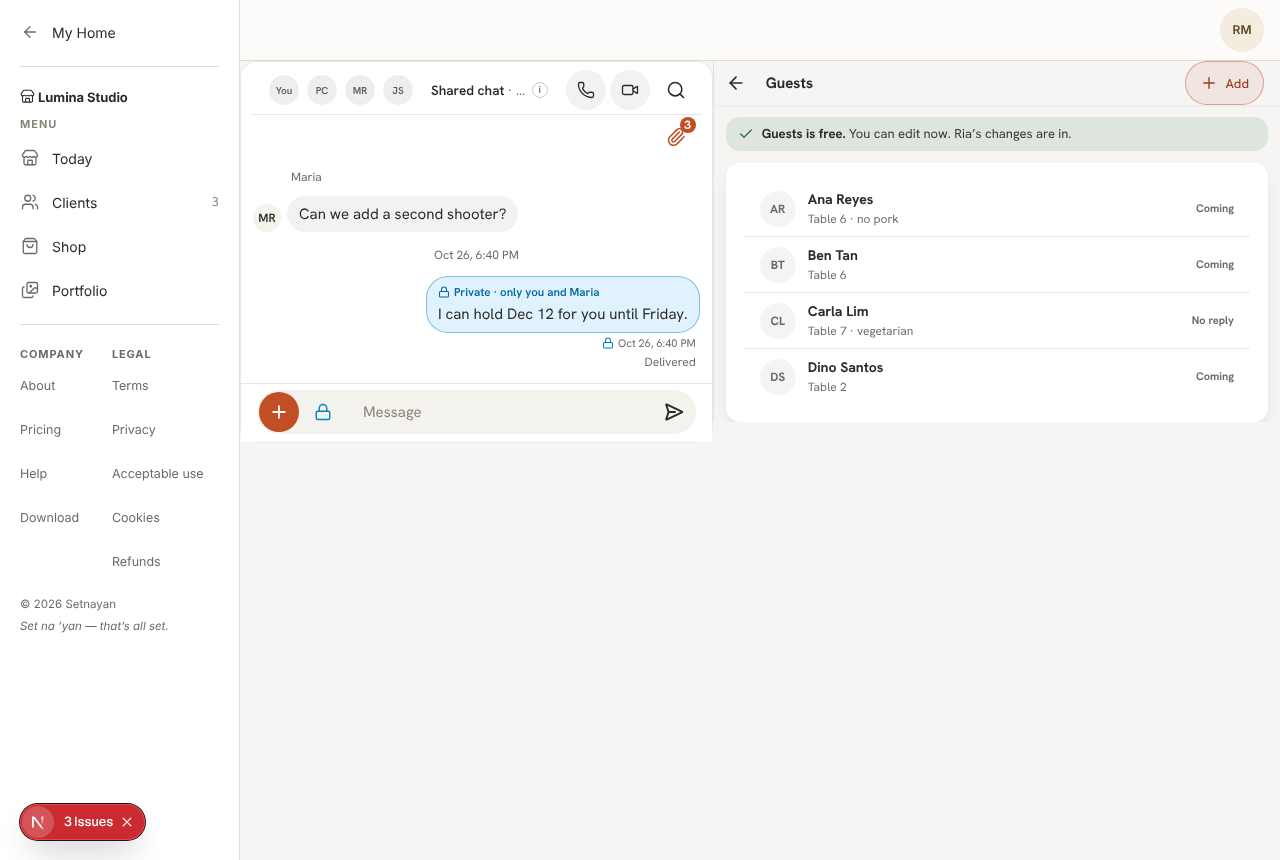 My Home
RM
Lumina Studio
MENU
Today
Clients 3
Shop
Portfolio
COMPANY LEGAL
About Terms
Pricing Privacy
Help Acceptable use
Download Cookies
Refunds
© 2026 Setnayan
Set na 'yan — that's all set.
N 3 Issues
You PC MR JS Shared chat · ... i
3
Maria
MR Can we add a second shooter?
Oct 26, 6:40 PM
Private · only you and Maria
I can hold Dec 12 for you until Friday.
Oct 26, 6:40 PM
Delivered
Message
Guests
Add
Guests is free. You can edit now. Ria’s changes are in.
AR Ana Reyes Coming
Table 6 · no pork
BT Ben Tan Coming
Table 6
CL Carla Lim No reply
Table 7 · vegetarian
DS Dino Santos Coming
Table 2